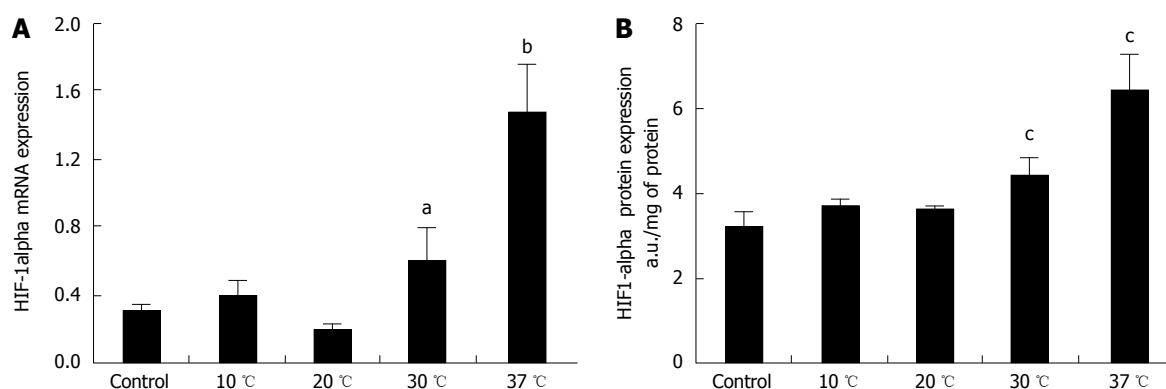 A
HIF-1alpha mRNA expression
2.0
1.6
1.2
0.8
0.4
0.0
a
b
Control 10 ℃ 20 ℃ 30 ℃ 37 ℃
B
HIF1-alpha protein expression
a.u./mg of protein
8
6
4
2
0
c
c
Control 10 ℃ 20 ℃ 30 ℃ 37 ℃